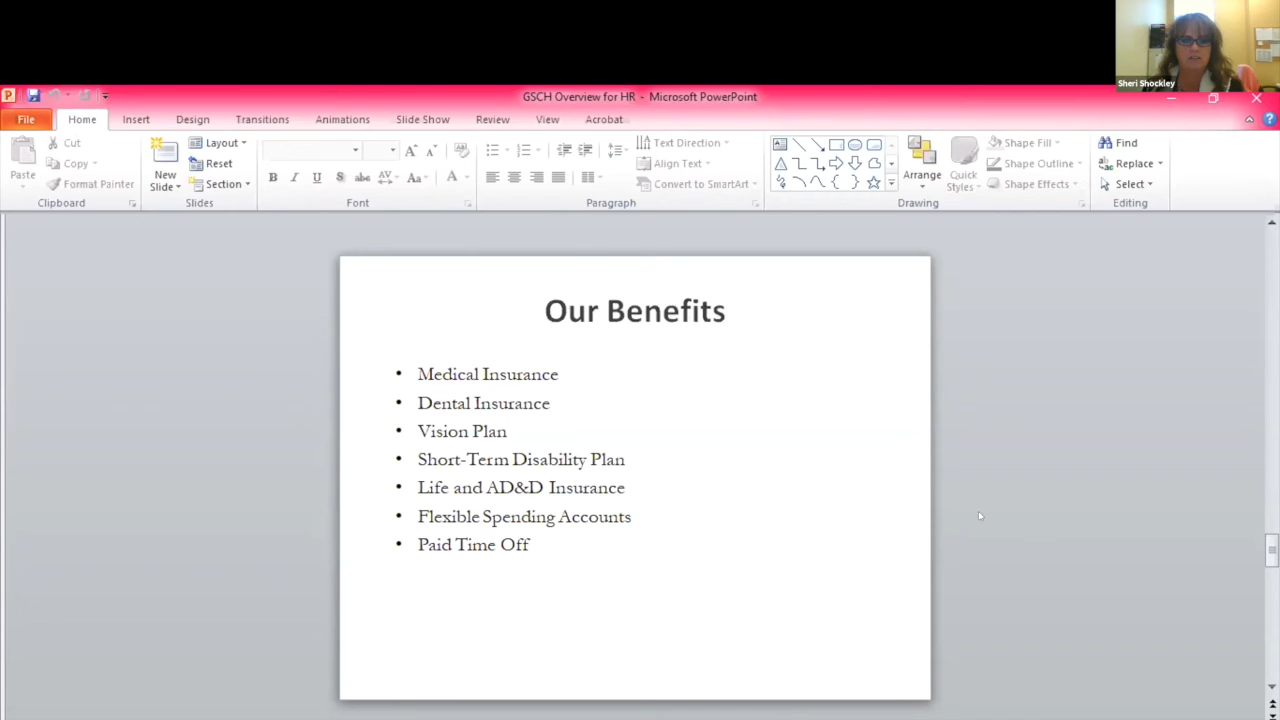 Sheri Shockley
GSCH Overview for HR - Microsoft PowerPoint
File Home Insert Design Transitions Animations Slide Show Review View Acrobat
Cut
Copy
Format Painter
Paste
Clipboard
New Slide
Layout
Reset
Section
Slides
B I U S abc AV Aa A
Font
Text Direction
Align Text
Convert to SmartArt
Paragraph
Arrange
Quick Styles
Shape Fill
Shape Outline
Shape Effects
Drawing
Find
Replace
Select
Editing
Our Benefits
• Medical Insurance
• Dental Insurance
• Vision Plan
• Short-Term Disability Plan
• Life and AD&D Insurance
• Flexible Spending Accounts
• Paid Time Off